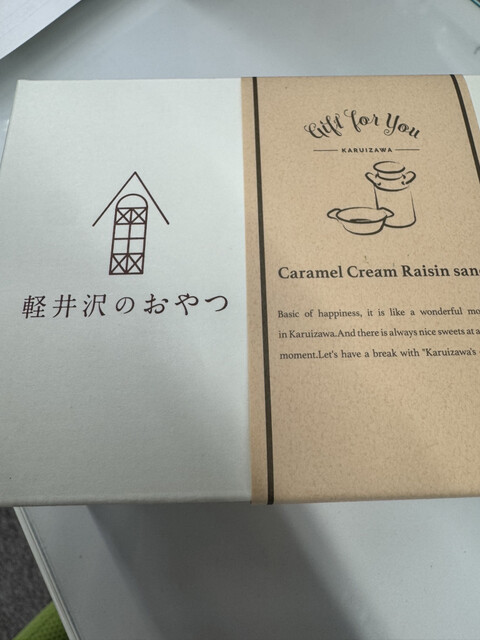 軽井沢のおやつ
Gift for You
KARUIZAWA
Caramel Cream Raisin
Basic of happiness, it is like a wonderful
in Karuizawa.And there is always nice sweets at
moment.Let's have a break with "Karuizawa's